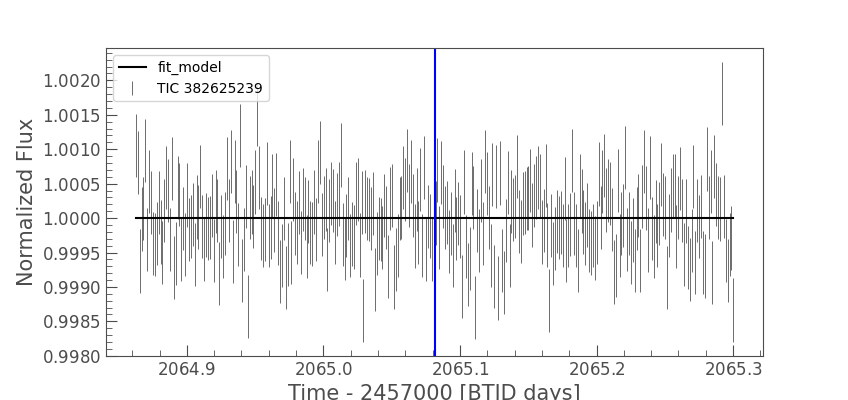 fit_model
TIC 382625239
1.0020
1.0015
1.0010
1.0005
1.0000
0.9995
0.9990
0.9985
0.9980
Normalized Flux
2064.9 2065.0 2065.1 2065.2 2065.3
Time - 2457000 [BTJD days]